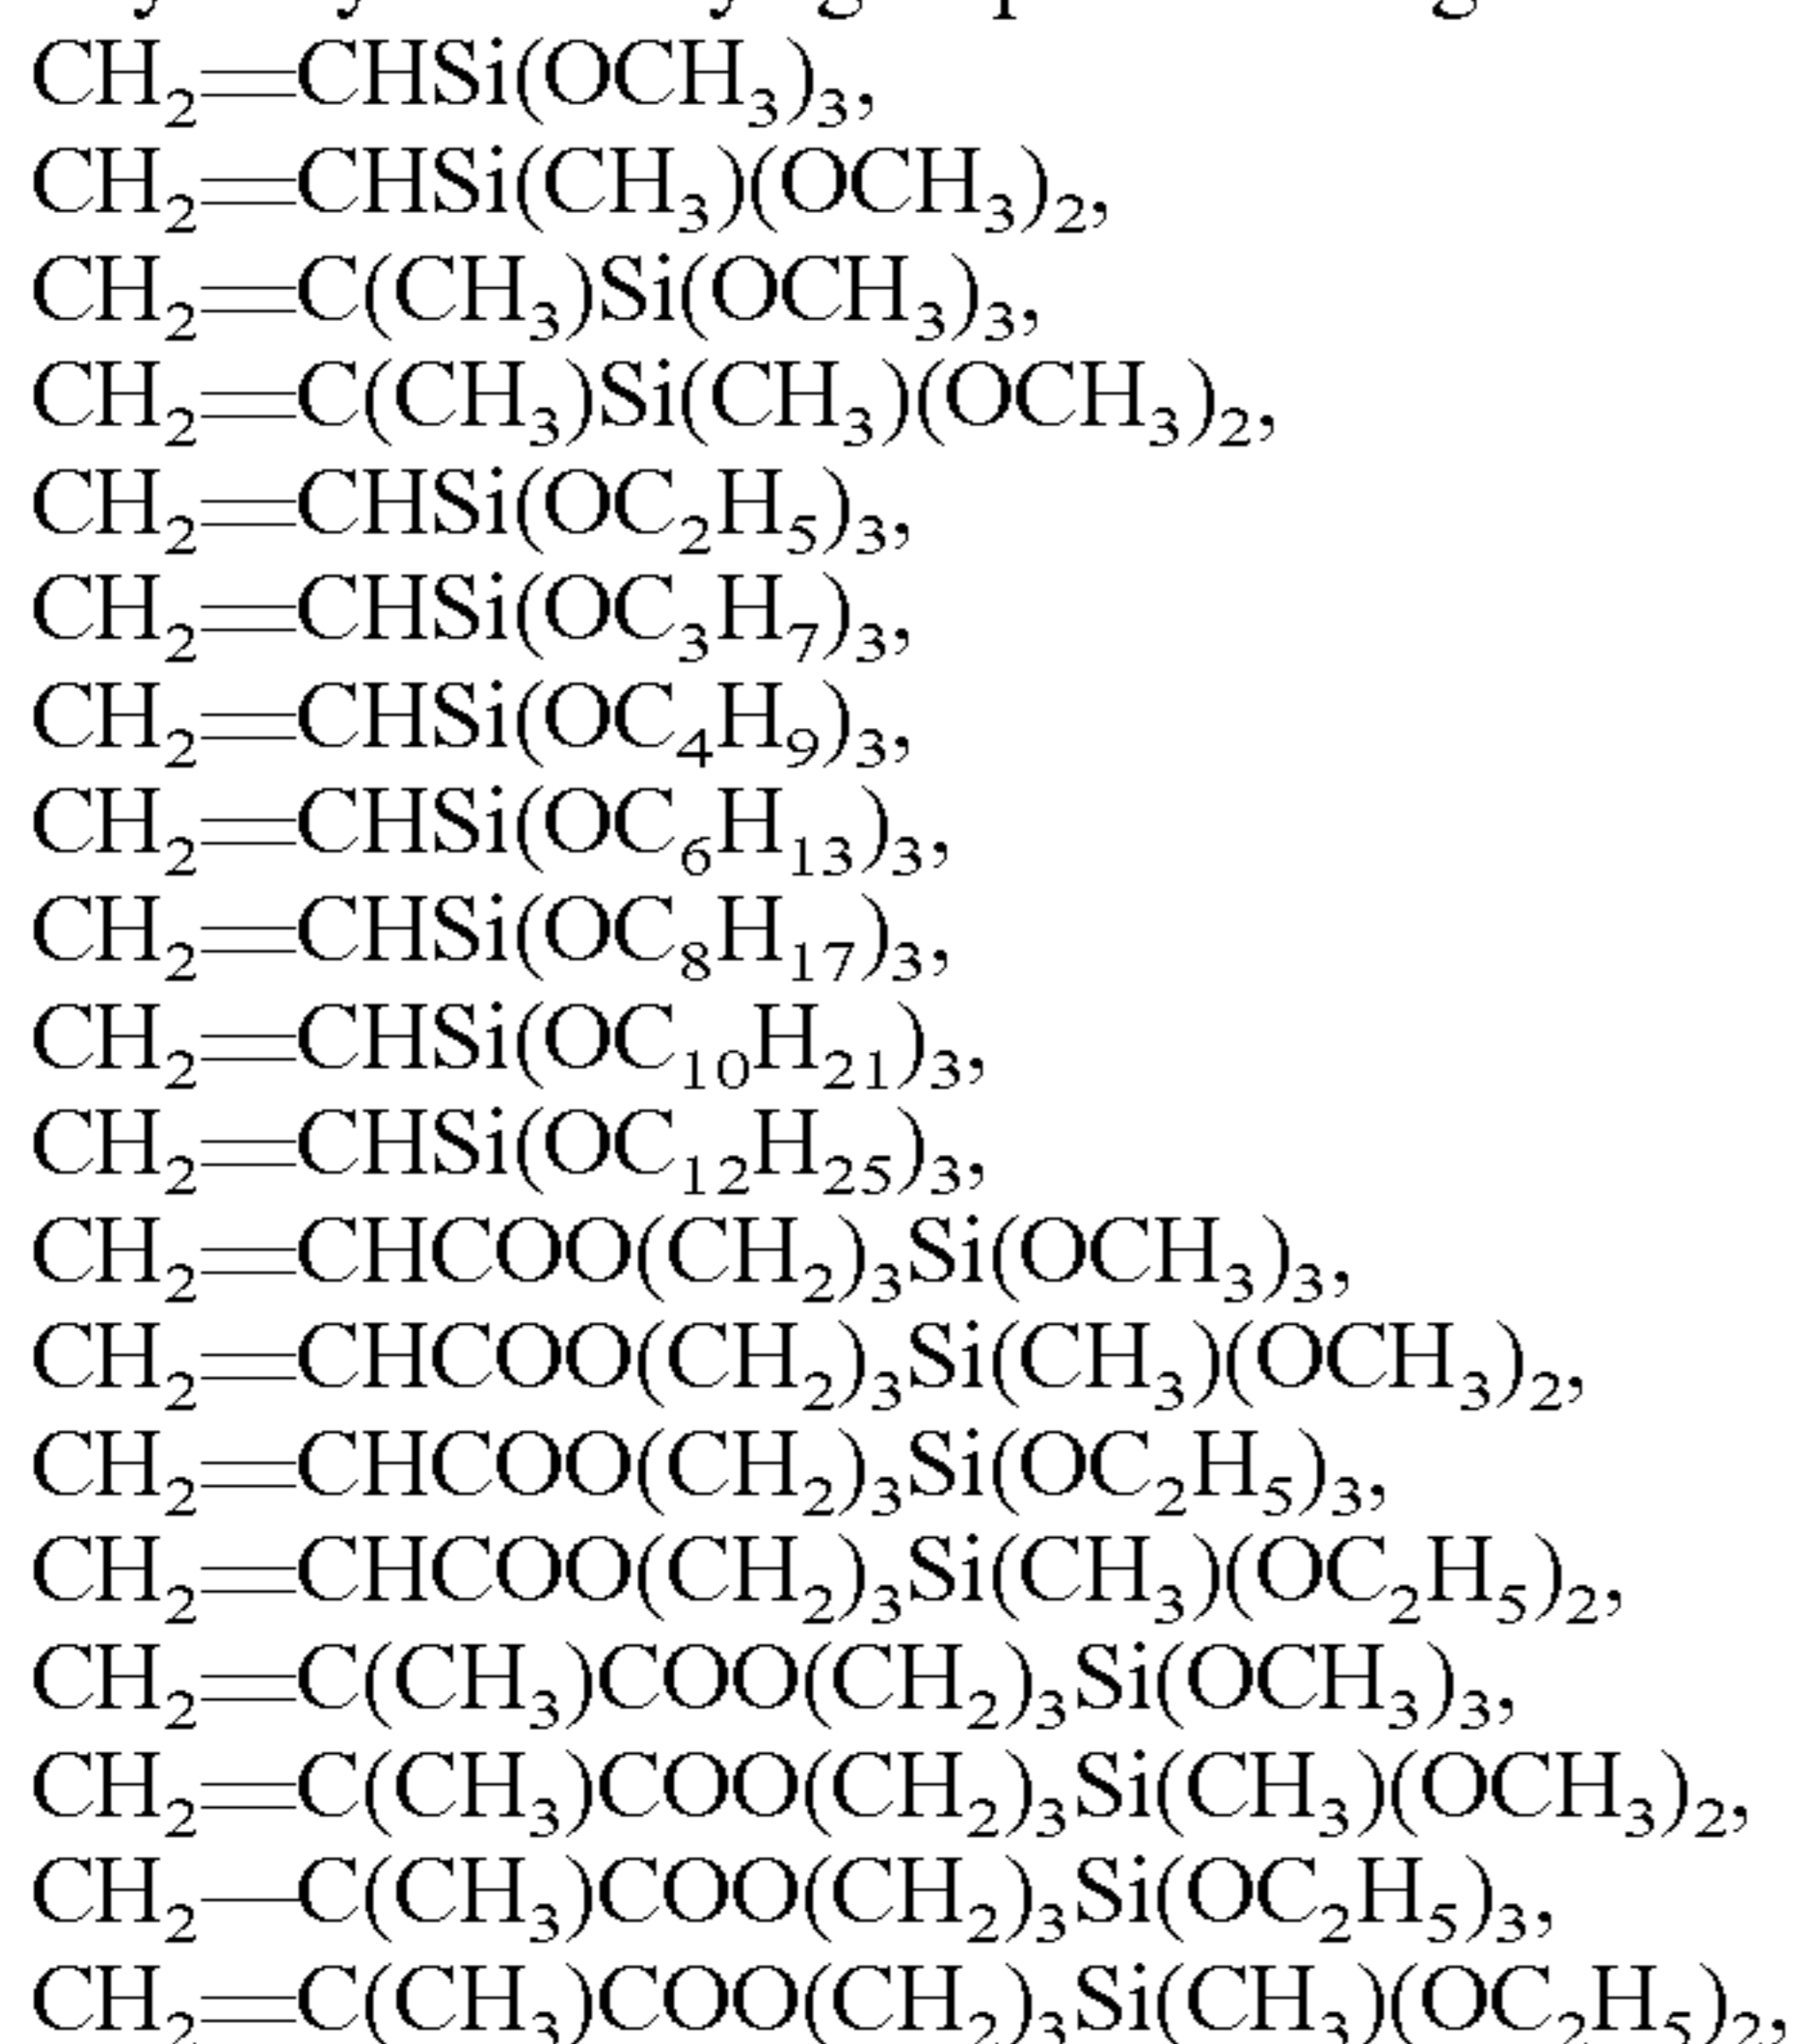 CH₂═CHSi(OCH₃)₃,
CH₂═CHSi(CH₃)(OCH₃)₂,
CH₂═C(CH₃)Si(OCH₃)₃,
CH₂═C(CH₃)Si(CH₃)(OCH₃)₂,
CH₂═CHSi(OC₂H₅)₃,
CH₂═CHSi(OC₃H₇)₃,
CH₂═CHSi(OC₄H₉)₃,
CH₂═CHSi(OC₆H₁₃)₃,
CH₂═CHSi(OC₈H₁₇)₃,
CH₂═CHSi(OC₁₀H₂₁)₃,
CH₂═CHSi(OC₁₂H₂₅)₃,
CH₂═CHCOO(CH₂)₃Si(OCH₃)₃,
CH₂═CHCOO(CH₂)₃Si(CH₃)(OCH₃)₂,
CH₂═CHCOO(CH₂)₃Si(OC₂H₅)₃,
CH₂═CHCOO(CH₂)₃Si(CH₃)(OC₂H₅)₂,
CH₂═C(CH₃)COO(CH₂)₃Si(OCH₃)₃,
CH₂═C(CH₃)COO(CH₂)₃Si(CH₃)(OCH₃)₂,
CH₂—C(CH₃)COO(CH₂)₃Si(OC₂H₅)₃,
CH₂═C(CH₃)COO(CH₂)₃Si(CH₃)(OC₂H₅)₂,